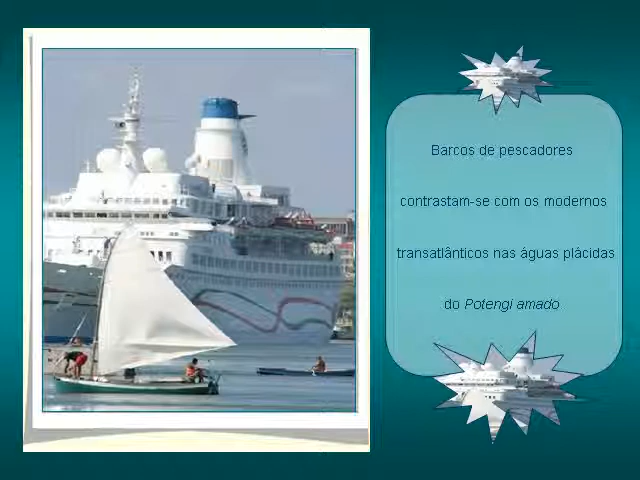 Barcos de pescadores
contrastam-se com os modernos
transatlânticos nas águas plácidas
do Potengi amado